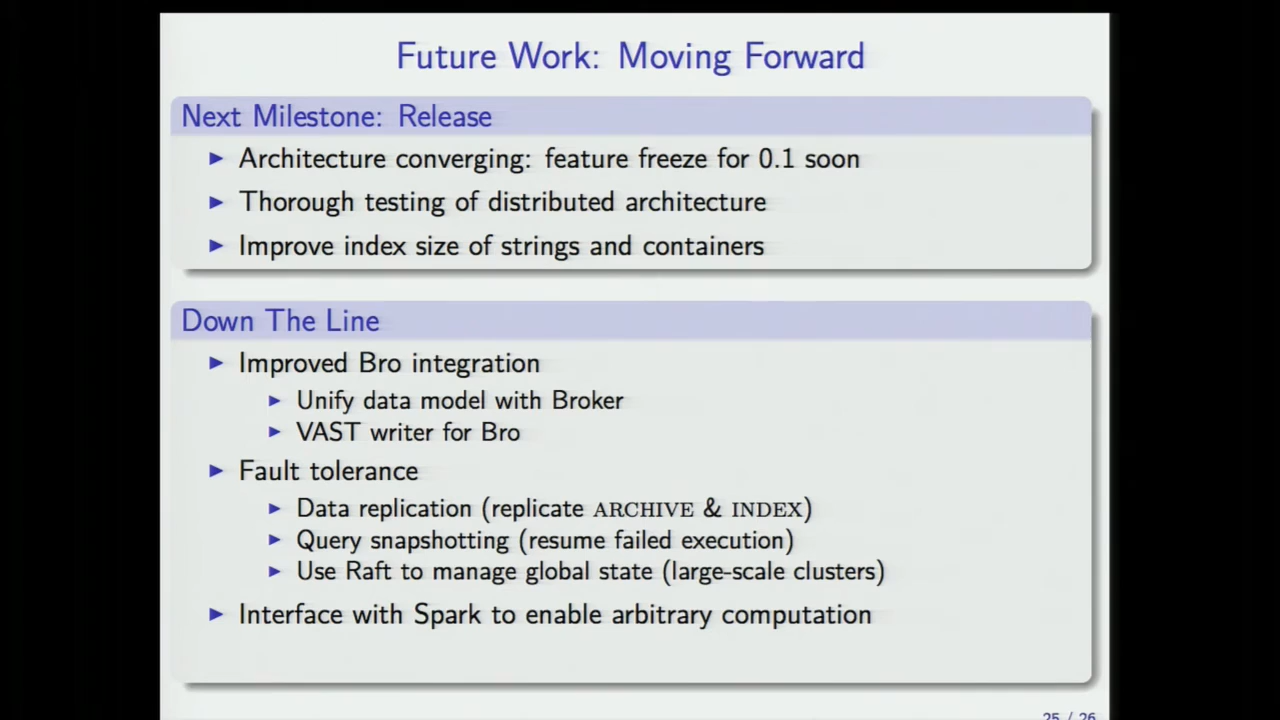 Future Work: Moving Forward
Next Milestone: Release
Architecture converging: feature freeze for 0.1 soon
Thorough testing of distributed architecture
Improve index size of strings and containers
Down The Line
Improved Bro integration
Unify data model with Broker
VAST writer for Bro
Fault tolerance
Data replication (replicate ARCHIVE & INDEX)
Query snapshotting (resume failed execution)
Use Raft to manage global state (large-scale clusters)
Interface with Spark to enable arbitrary computation
25 / 26